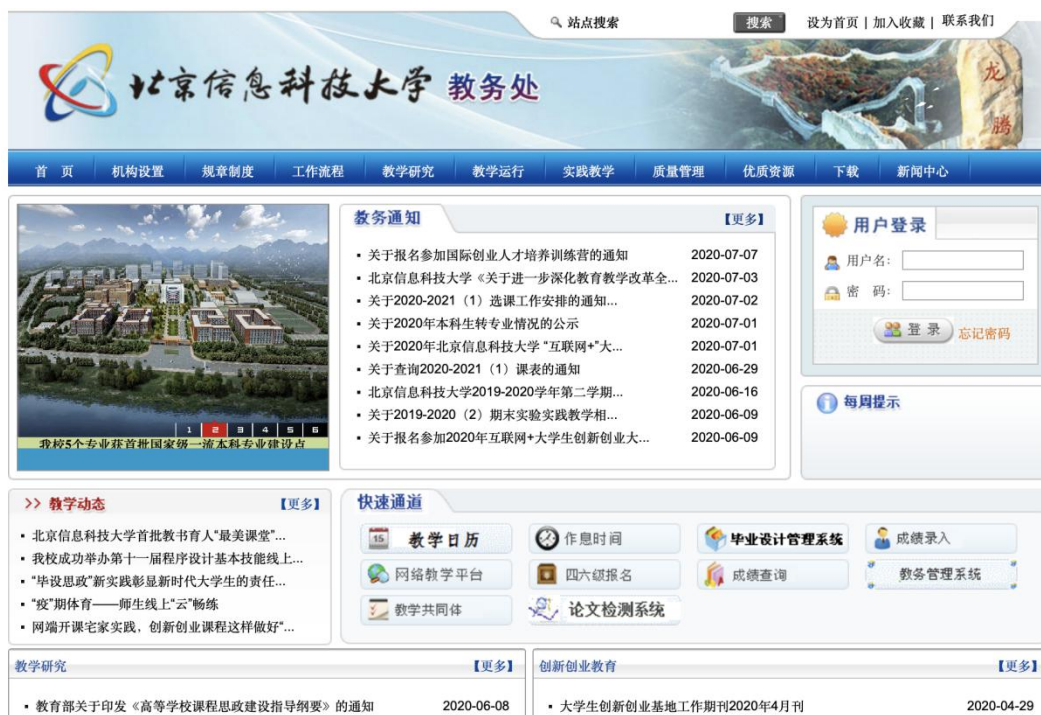 站点搜索 搜索 设为首页 | 加入收藏 | 联系我们
北京信息科技大学 教务处
龙腾
首 页 机构设置 规章制度 工作流程 教学研究 教学运行 实践教学 质量管理 优质资源 下载 新闻中心
1 2 3 4 5 6
我校5个专业获首批国家级一流本科专业建设点
教务通知 【更多】
▪ 关于报名参加国际创业人才培养训练营的通知 2020-07-07
▪ 北京信息科技大学《关于进一步深化教育教学改革全... 2020-07-03
▪ 关于2020-2021（1）选课工作安排的通知... 2020-07-02
▪ 关于2020年本科生转专业情况的公示 2020-07-01
▪ 关于2020年北京信息科技大学 “互联网+”大... 2020-07-01
▪ 关于查询2020-2021（1）课表的通知 2020-06-29
▪ 北京信息科技大学2019-2020学年第二学期... 2020-06-16
▪ 关于2019-2020（2）期末实验实践教学相... 2020-06-09
▪ 关于报名参加2020年互联网+大学生创新创业大... 2020-06-09
用户登录
用户名:
密 码:
登 录 忘记密码
每周提示
>> 教学动态 【更多】
▪ 北京信息科技大学首批教书育人“最美课堂”...
▪ 我校成功举办第十一届程序设计基本技能线上...
▪ “毕设思政”新实践彰显新时代大学生的责任...
▪ “疫”期体育——师生线上“云”畅练
▪ 网端开课宅家实践，创新创业课程这样做好“...
快速通道
15 教学日历 作息时间 毕业设计管理系统 成绩录入
网络教学平台 四六级报名 成绩查询 教务管理系统
教学共同体 论文检测系统
教学研究 【更多】
▪ 教育部关于印发《高等学校课程思政建设指导纲要》的通知 2020-06-08
创新创业教育 【更多】
▪ 大学生创新创业基地工作期刊2020年4月刊 2020-04-29